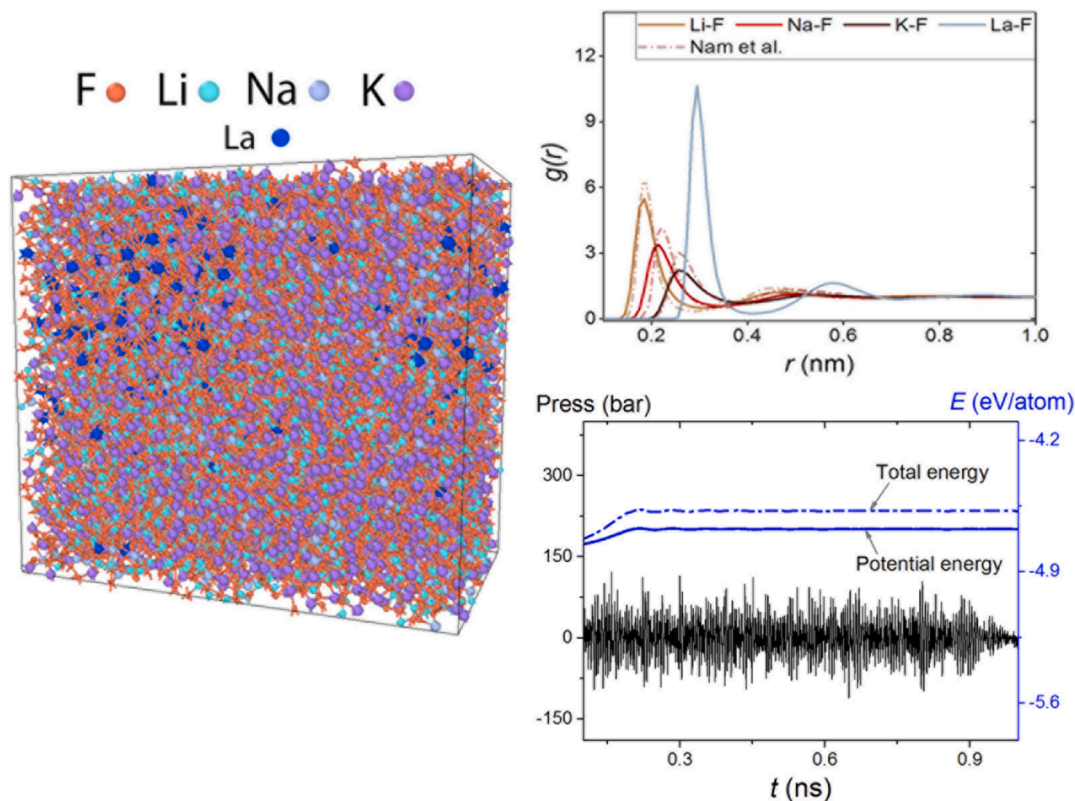 F Li Na K
La
Li-F Na-F K-F La-F
Nam et al.
12
9
6
3
0
g(r)
0.2 0.4 0.6 0.8 1.0
r (nm)
Press (bar) E (eV/atom)
300
150
0
-150
-4.2
-4.9
-5.6
Total energy
Potential energy
0.3 0.6 0.9
t (ns)